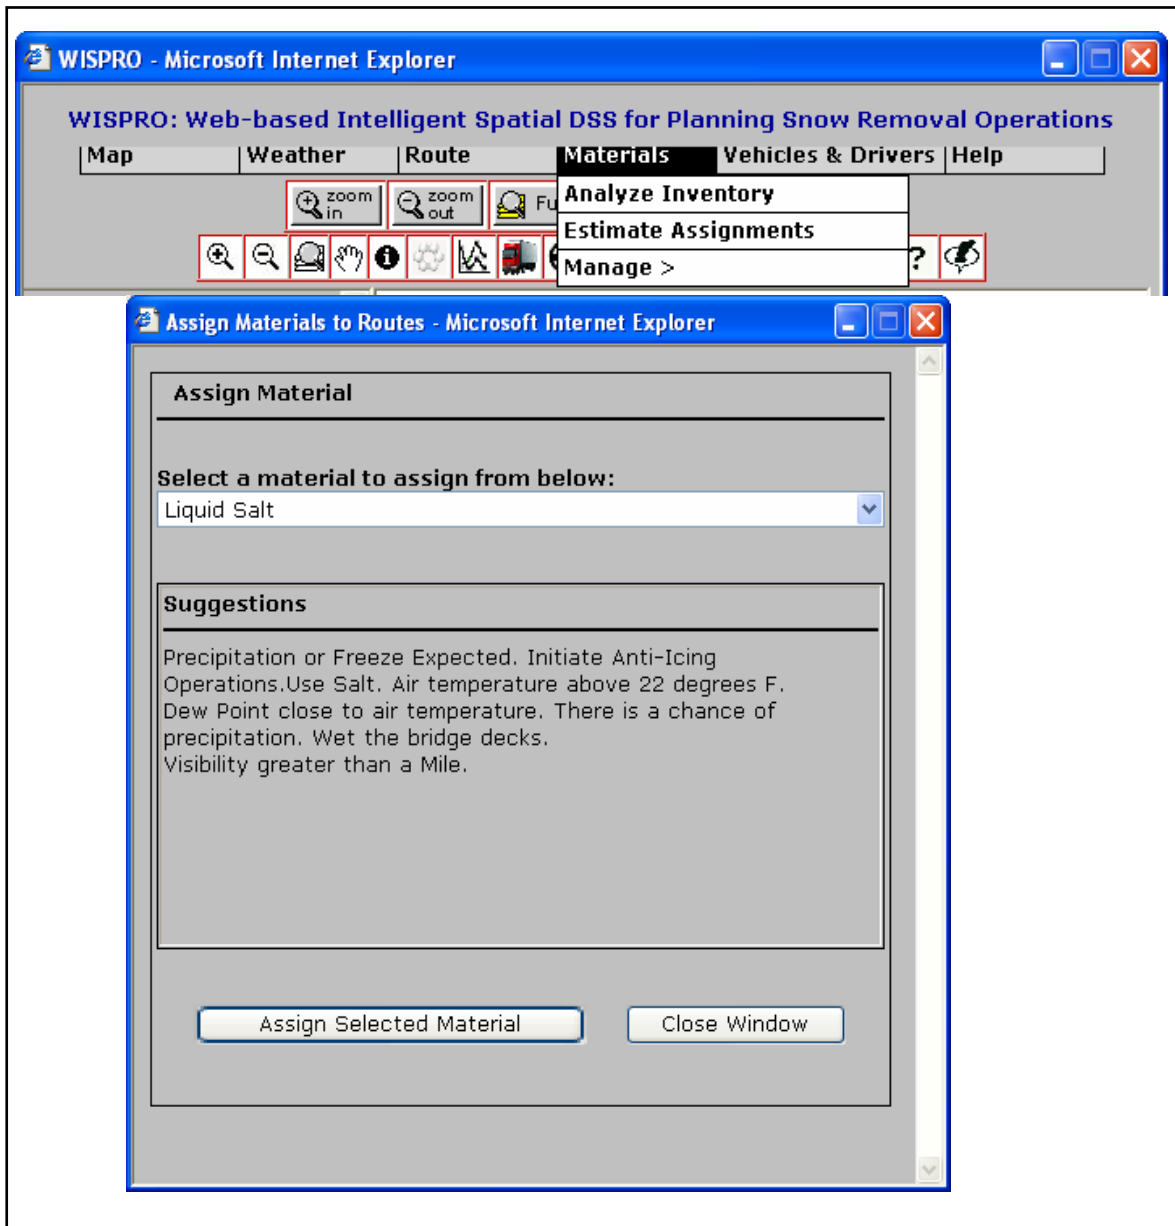 WISPRO - Microsoft Internet Explorer
WISPRO: Web-based Intelligent Spatial DSS for Planning Snow Removal Operations
Map Weather Route Materials Vehicles & Drivers Help
zoom in zoom out Fu
Analyze Inventory
Estimate Assignments
Manage >
?
Assign Materials to Routes - Microsoft Internet Explorer
Assign Material
Select a material to assign from below:
Liquid Salt
Suggestions
Precipitation or Freeze Expected. Initiate Anti-Icing
Operations.Use Salt. Air temperature above 22 degrees F.
Dew Point close to air temperature. There is a chance of
precipitation. Wet the bridge decks.
Visibility greater than a Mile.
Assign Selected Material Close Window